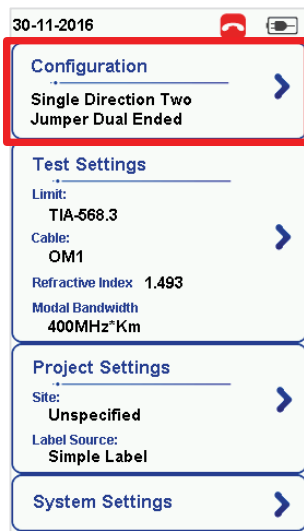 30-11-2016
Configuration
Single Direction Two
Jumper Dual Ended
Test Settings
Limit:
TIA-568.3
Cable:
OM1
Refractive Index 1.493
Modal Bandwidth
400MHz*Km
Project Settings
Site:
Unspecified
Label Source:
Simple Label
System Settings